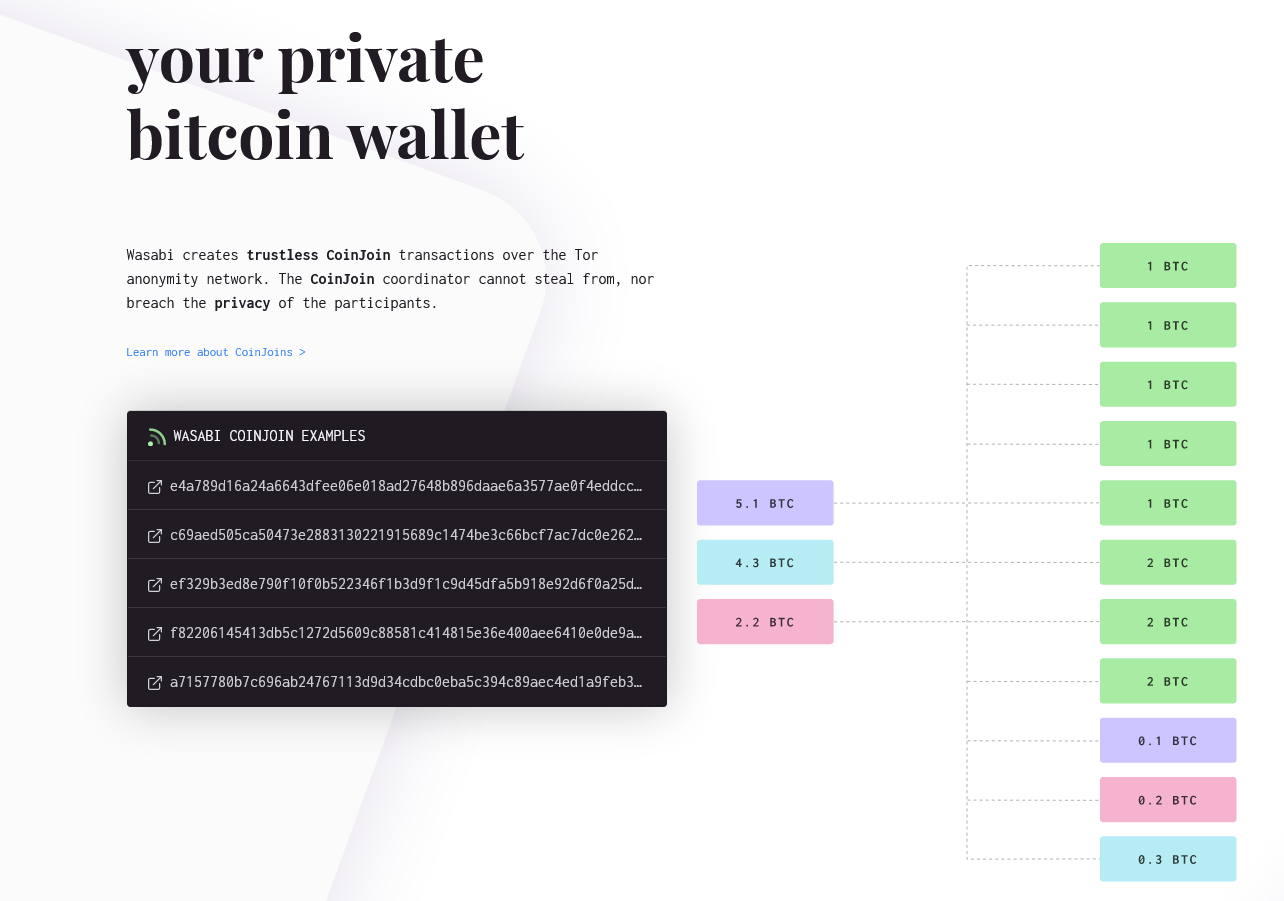 your private
bitcoin wallet
Wasabi creates trustless CoinJoin transactions over the Tor
anonymity network. The CoinJoin coordinator cannot steal from, nor
breach the privacy of the participants.
Learn more about CoinJoins >
WASABI COINJOIN EXAMPLES
e4a789d16a24a6643dfee06e018ad27648b896daae6a3577ae0f4eddcc…
c69aed505ca50473e2883130221915689c1474be3c66bcf7ac7dc0e262…
ef329b3ed8e790f10f0b522346f1b3d9f1c9d45dfa5b918e92d6f0a25d…
f82206145413db5c1272d5609c88581c414815e36e400aee6410e0de9a…
a7157780b7c696ab24767113d9d34cdbc0eba5c394c89aec4ed1a9feb3…
5.1 BTC
4.3 BTC
2.2 BTC
1 BTC
1 BTC
1 BTC
1 BTC
1 BTC
2 BTC
2 BTC
2 BTC
0.1 BTC
0.2 BTC
0.3 BTC